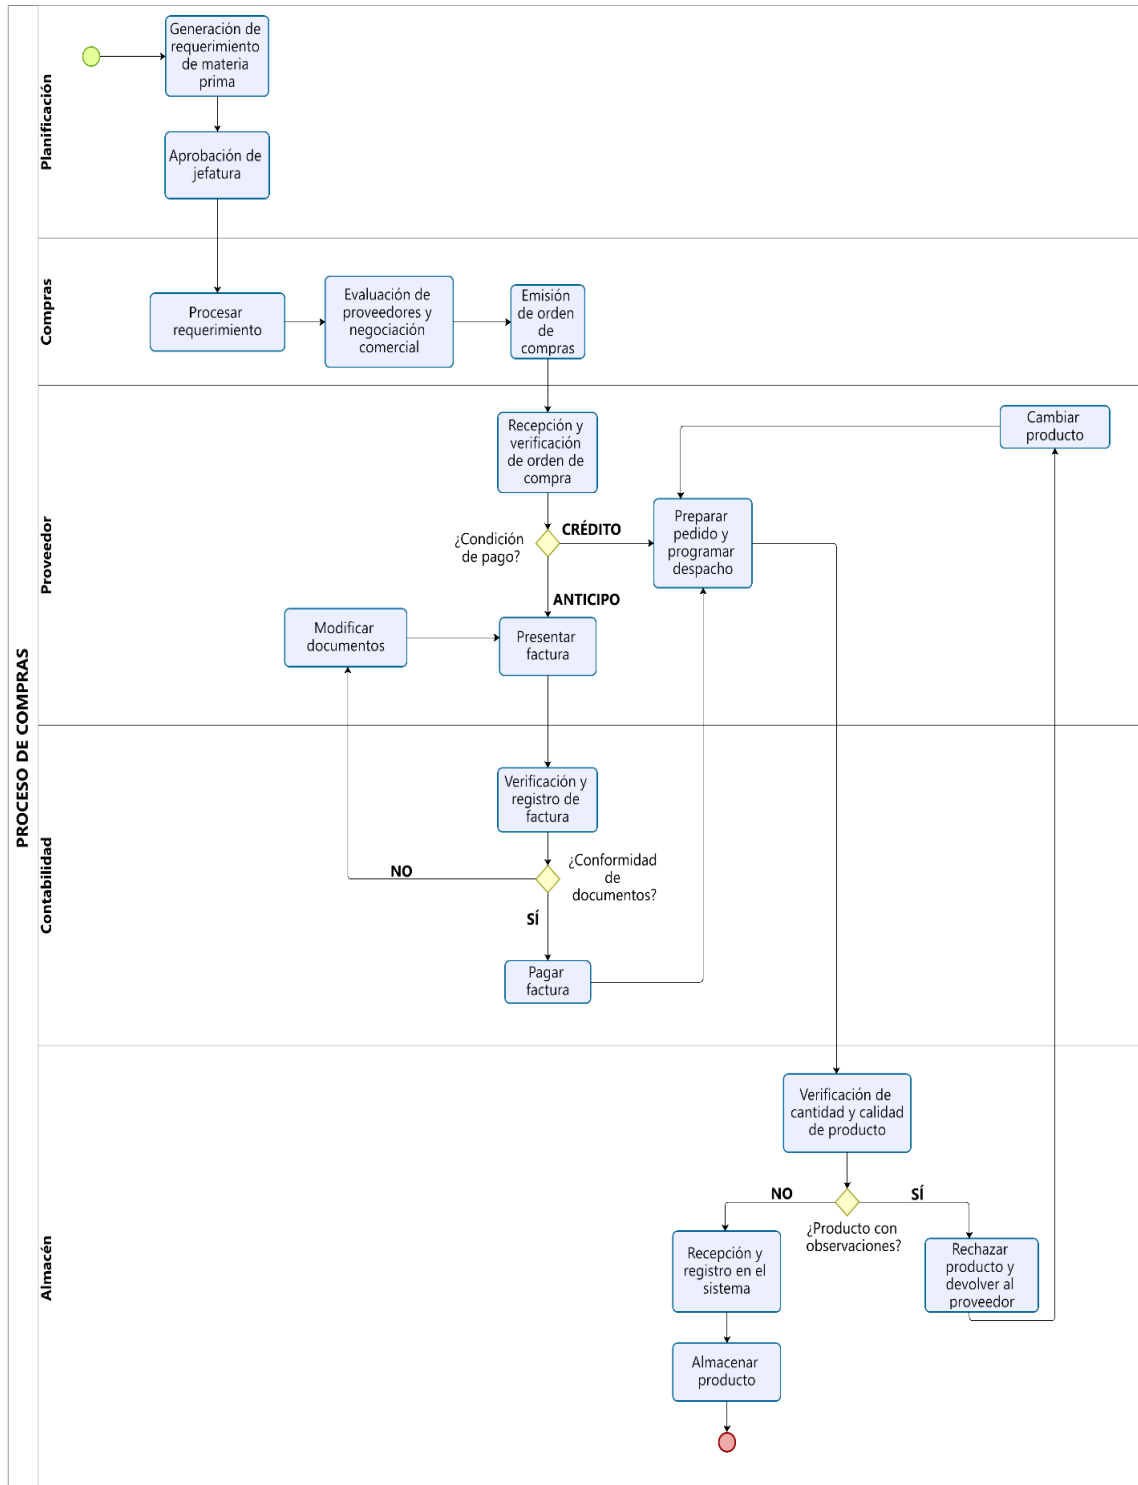 PROCESO DE COMPRAS
Planificación
Generación de
requerimiento
de materia
prima
Aprobación de
jefatura
Compras
Procesar
requerimiento
Evaluación de
proveedores y
negociación
comercial
Emisión
de orden
de
compras
Proveedor
Recepción y
verificación
de orden de
compra
Cambiar
producto
¿Condición
de pago?
CRÉDITO
Preparar
pedido y
programar
despacho
ANTICIPO
Modificar
documentos
Presentar
factura
Contabilidad
Verificación y
registro de
factura
¿Conformidad
de
documentos?
NO
SÍ
Pagar
factura
Almacén
Verificación de
cantidad y calidad
de producto
NO
SÍ
¿Producto con
observaciones?
Recepción y
registro en el
sistema
Rechazar
producto y
devolver al
proveedor
Almacenar
producto